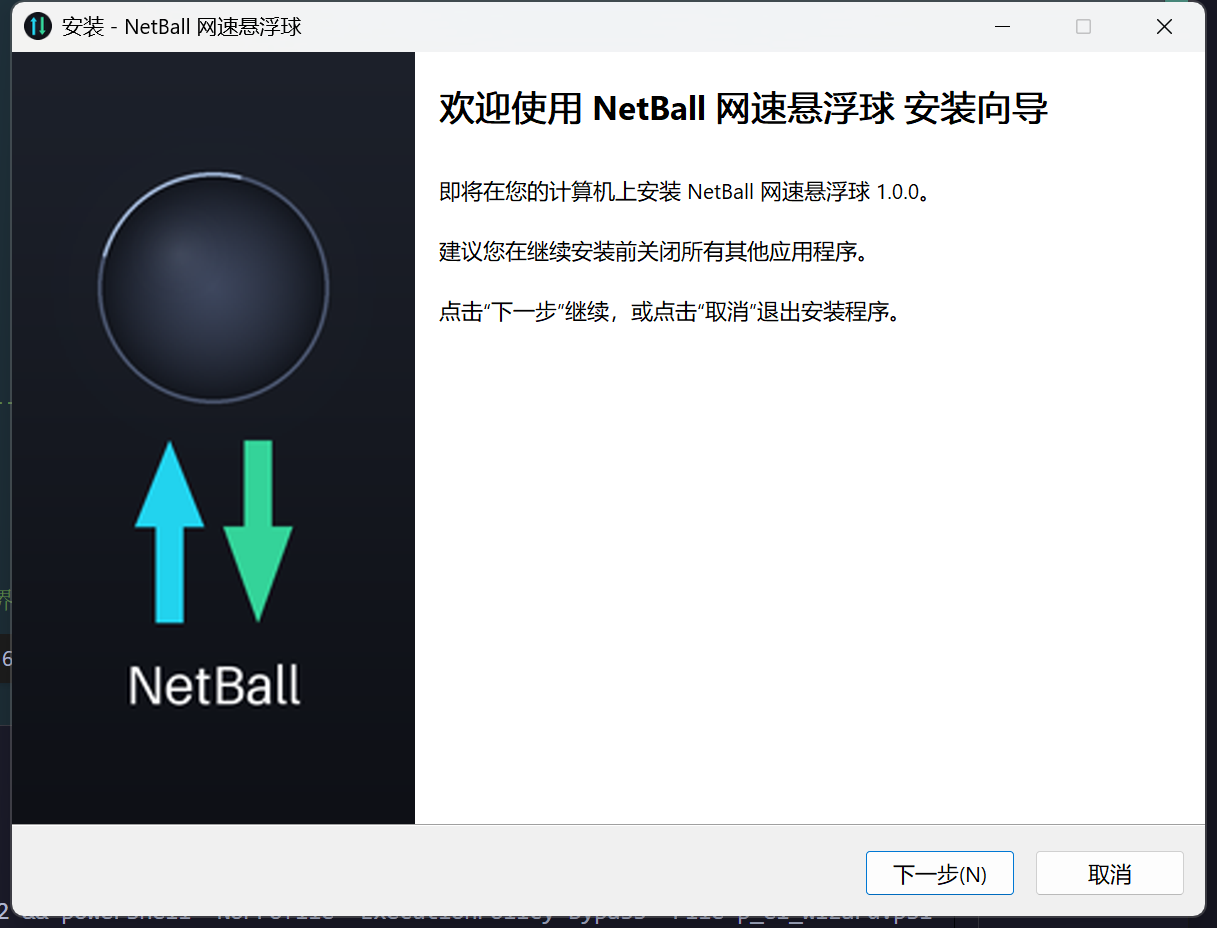 安装 - NetBall 网速悬浮球
欢迎使用 NetBall 网速悬浮球 安装向导
即将在您的计算机上安装 NetBall 网速悬浮球 1.0.0。
建议您在继续安装前关闭所有其他应用程序。
点击“下一步”继续，或点击“取消”退出安装程序。
NetBall
界
6
下一步(N)
取消